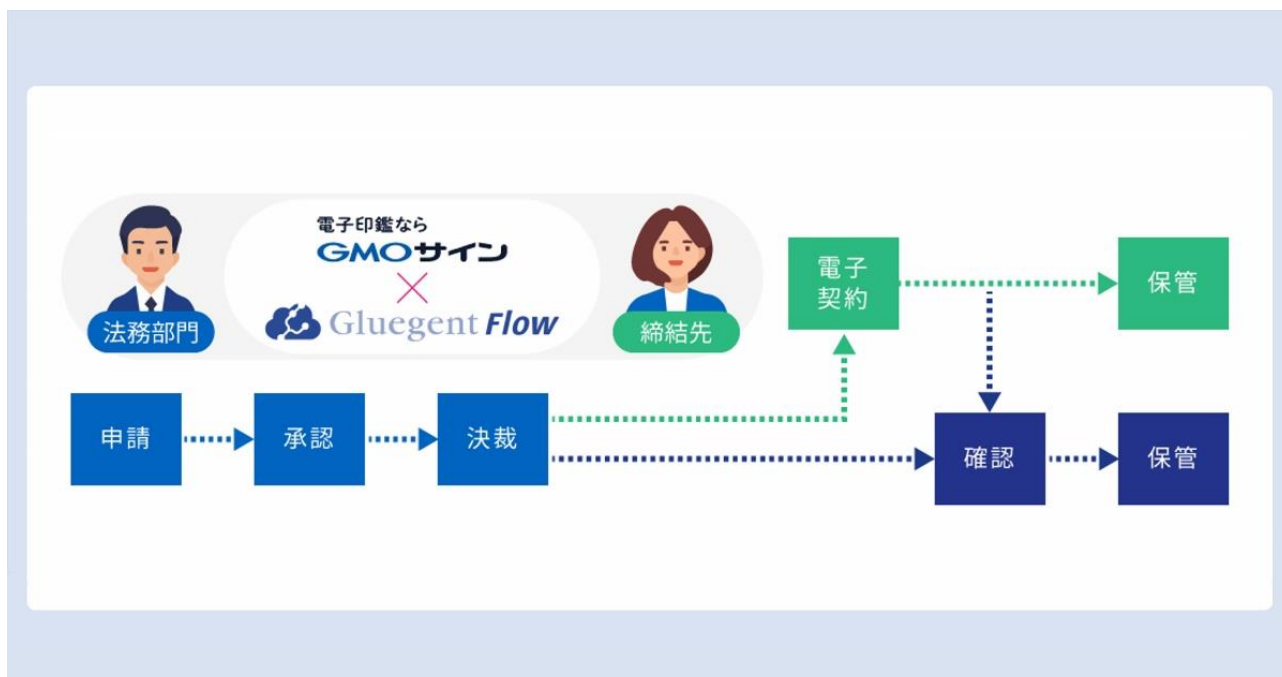 電子印鑑なら
GMOサイン
×
Gluegent Flow
法務部門
締結先
電子
契約
保管
申請
承認
決裁
確認
保管